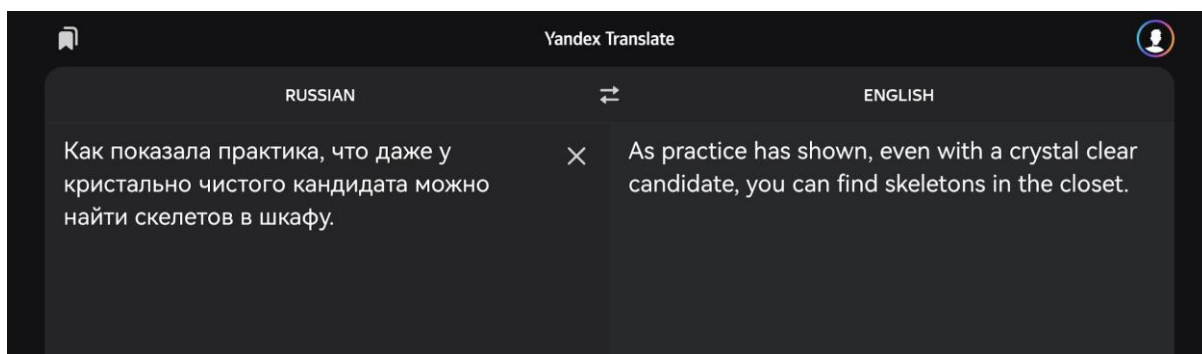 Yandex Translate
RUSSIAN
ENGLISH
Как показала практика, что даже у
кристально чистого кандидата можно
найти скелетов в шкафу.
As practice has shown, even with a crystal clear
candidate, you can find skeletons in the closet.